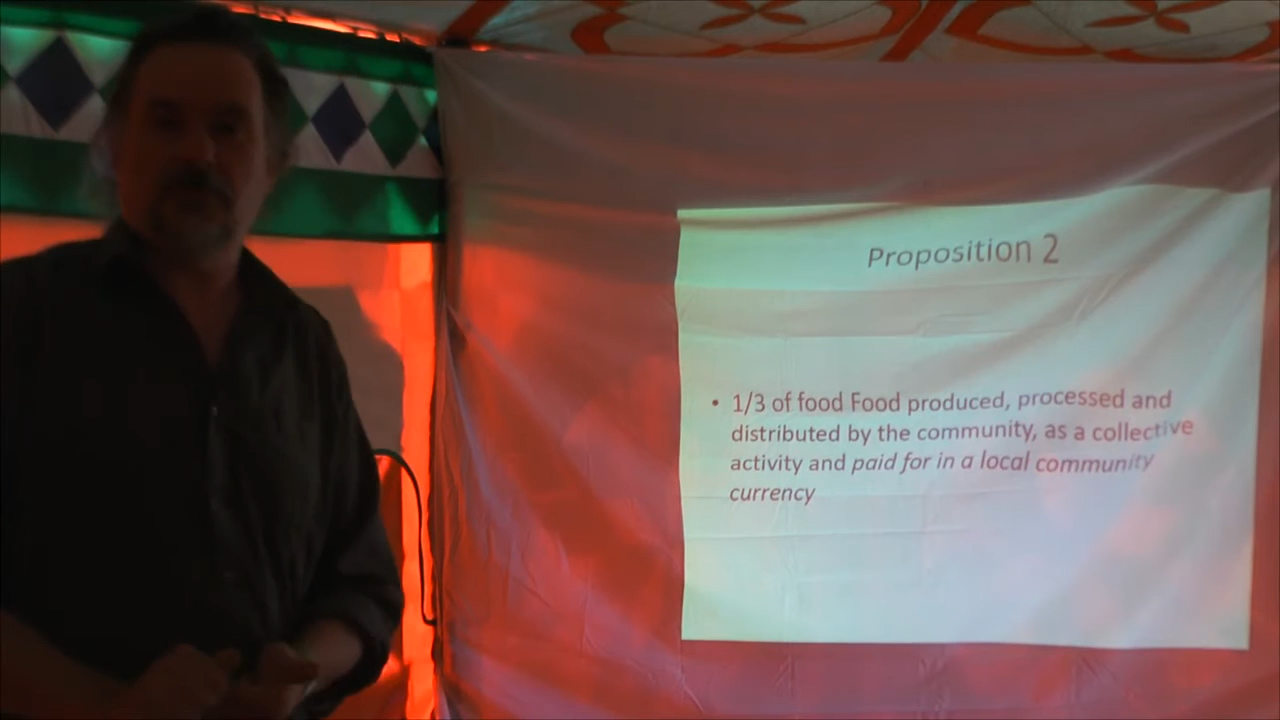 Proposition 2
• 1/3 of food Food produced, processed and
distributed by the community, as a collective
activity and paid for in a local community
currency